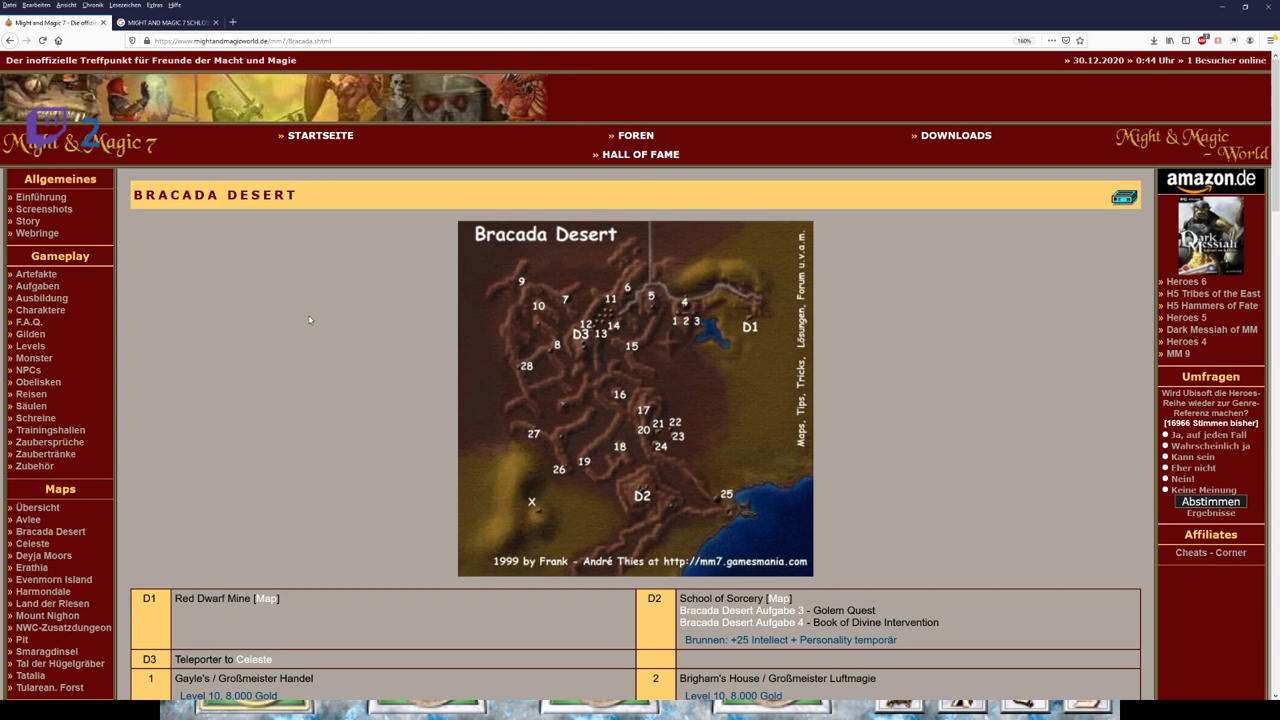 Datei Bearbeiten Ansicht Chronik Lesezeichen Extras Hilfe
MIGHT AND MAGIC 7 SCHLOS
https://www.mightandmagicworld.de/mm7/Bracada.shtml
160%
Der inoffizielle Treffpunkt für Freunde der Macht und Magie
» 30.12.2020 » 0:44 Uhr » 1 Besucher online
Might & Magic 7
2
» STARTSEITE
» FOREN
» DOWNLOADS
» HALL OF FAME
Might & Magic
~ World
Allgemeines
» Einführung
» Screenshots
» Story
» Webringe
Gameplay
» Artefakte
» Aufgaben
» Ausbildung
» Charaktere
» F.A.Q.
» Gilden
» Levels
» Monster
» NPCs
» Obelisken
» Reisen
» Säulen
» Schreine
» Trainingshallen
» Zaubersprüche
» Zaubertränke
» Zubehör
Maps
» Übersicht
» Avlee
» Bracada Desert
» Celeste
» Deyja Moors
» Erathia
» Evenmorn Island
» Harmondale
» Land der Riesen
» Mount Nighon
» NWC-Zusatzdungeon
» Pit
» Smaragdinsel
» Tal der Hügelgräber
» Tatalia
» Tularean. Forst
BRACADA DESERT
Bracada Desert
Maps, Tips, Tricks, Lösungen, Forum u.v.am.
9
6
10
7
11
5
4
12
14
1 2 3
D1
D3
13
8
15
28
16
17
22
21
20
23
27
18
24
19
26
D2
25
X
1999 by Frank - André Thies at http://mm7.gamesmania.com
D1
Red Dwarf Mine [Map]
D2
School of Sorcery [Map]
Bracada Desert Aufgabe 3 - Golem Quest
Bracada Desert Aufgabe 4 - Book of Divine Intervention
Brunnen: +25 Intellect + Personality temporär
D3
Teleporter to Celeste
1
Gayle's / Großmeister Handel
Level 10, 8.000 Gold
2
Brigham's House / Großmeister Luftmagie
Level 10, 8.000 Gold
amazon.de
Dark Messiah
» Heroes 6
» H5 Tribes of the East
» H5 Hammers of Fate
» Heroes 5
» Dark Messiah of MM
» Heroes 4
» MM 9
Umfragen
Wird Ubisoft die Heroes-
Reihe wieder zur Genre-
Referenz machen?
[16966 Stimmen bisher]
Ja, auf jeden Fall
Wahrscheinlich ja
Kann sein
Eher nicht
Nein!
Keine Meinung
Abstimmen
Ergebnisse
Affiliates
Cheats - Corner